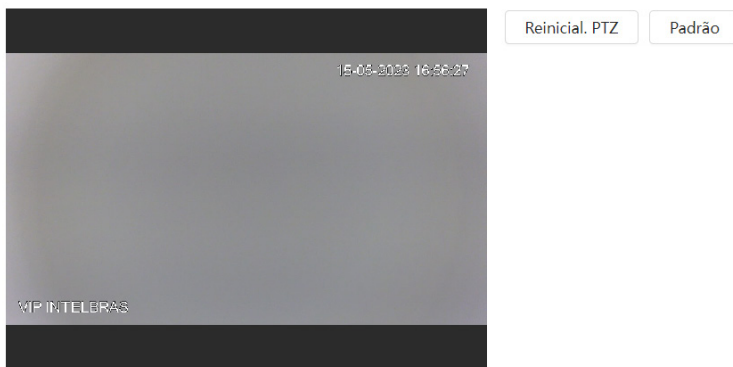 Reinicial. PTZ
Padrão
15-05-2023 16:56:27
VIP INTELBRAS